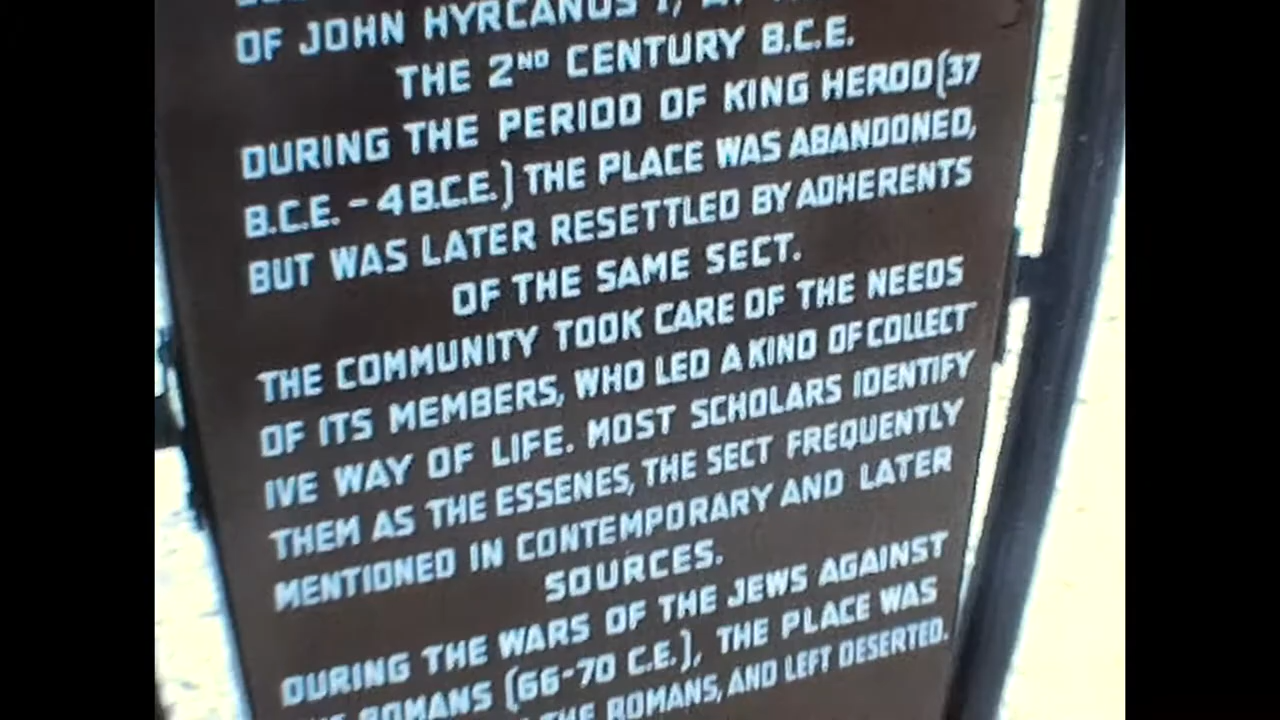 OF JOHN HYRCANUS I,
THE 2ND CENTURY B.C.E.
DURING THE PERIOD OF KING HEROD (37
B.C.E. - 4 B.C.E.) THE PLACE WAS ABANDONED,
BUT WAS LATER RESETTLED BY ADHERENTS
OF THE SAME SECT.
THE COMMUNITY TOOK CARE OF THE NEEDS
OF ITS MEMBERS, WHO LED A KIND OF COLLECT
IVE WAY OF LIFE. MOST SCHOLARS IDENTIFY
THEM AS THE ESSENES, THE SECT FREQUENTLY
MENTIONED IN CONTEMPORARY AND LATER
SOURCES.
DURING THE WARS OF THE JEWS AGAINST
ROMANS (66-70 C.E.), THE PLACE WAS
THE ROMANS, AND LEFT DESERTED.